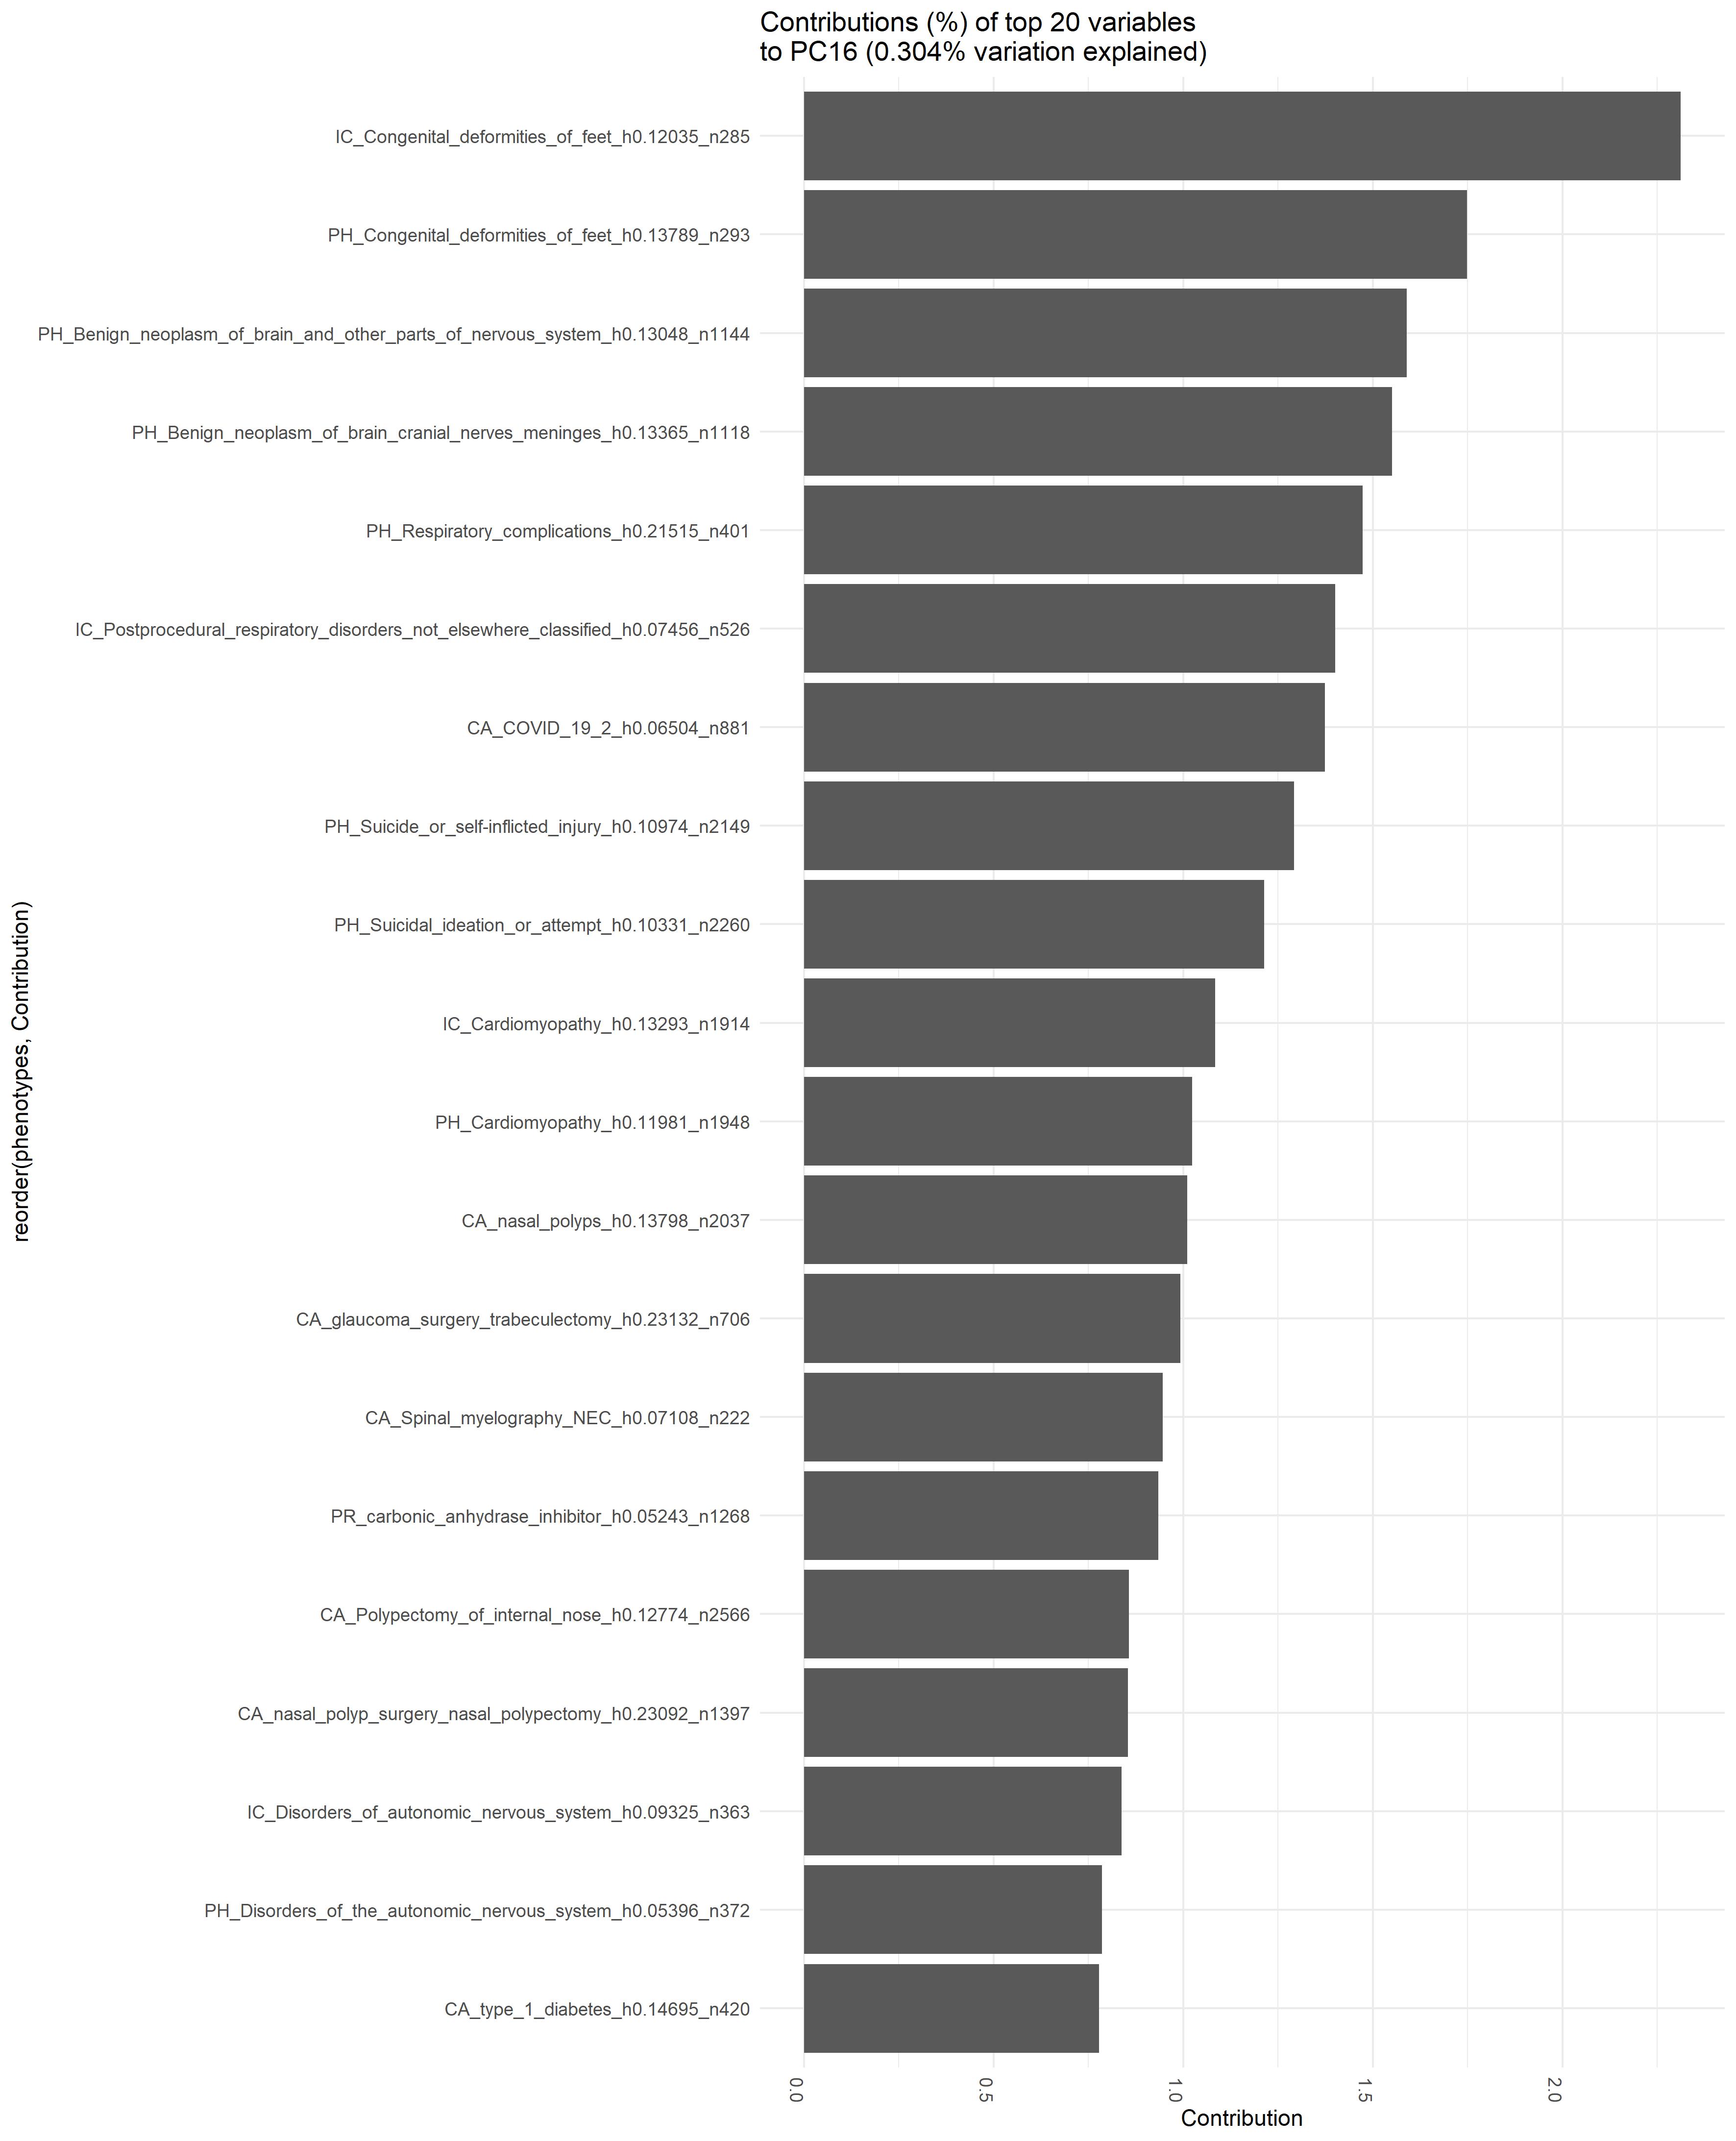 Contributions (%) of top 20 variables
to PC16 (0.304% variation explained)
IC_Congenital_deformities_of_feet_h0.12035_n285
PH_Congenital_deformities_of_feet_h0.13789_n293
PH_Benign_neoplasm_of_brain_and_other_parts_of_nervous_system_h0.13048_n1144
PH_Benign_neoplasm_of_brain_cranial_nerves_meninges_h0.13365_n1118
PH_Respiratory_complications_h0.21515_n401
IC_Postprocedural_respiratory_disorders_not_elsewhere_classified_h0.07456_n526
CA_COVID_19_2_h0.06504_n881
PH_Suicide_or_self-inflicted_injury_h0.10974_n2149
PH_Suicidal_ideation_or_attempt_h0.10331_n2260
IC_Cardiomyopathy_h0.13293_n1914
PH_Cardiomyopathy_h0.11981_n1948
CA_nasal_polyps_h0.13798_n2037
CA_glaucoma_surgery_trabeculectomy_h0.23132_n706
CA_Spinal_myelography_NEC_h0.07108_n222
PR_carbonic_anhydrase_inhibitor_h0.05243_n1268
CA_Polypectomy_of_internal_nose_h0.12774_n2566
CA_nasal_polyp_surgery_nasal_polypectomy_h0.23092_n1397
IC_Disorders_of_autonomic_nervous_system_h0.09325_n363
PH_Disorders_of_the_autonomic_nervous_system_h0.05396_n372
CA_type_1_diabetes_h0.14695_n420
reorder(phenotypes, Contribution)
0.0 0.5 1.0 1.5 2.0
Contribution